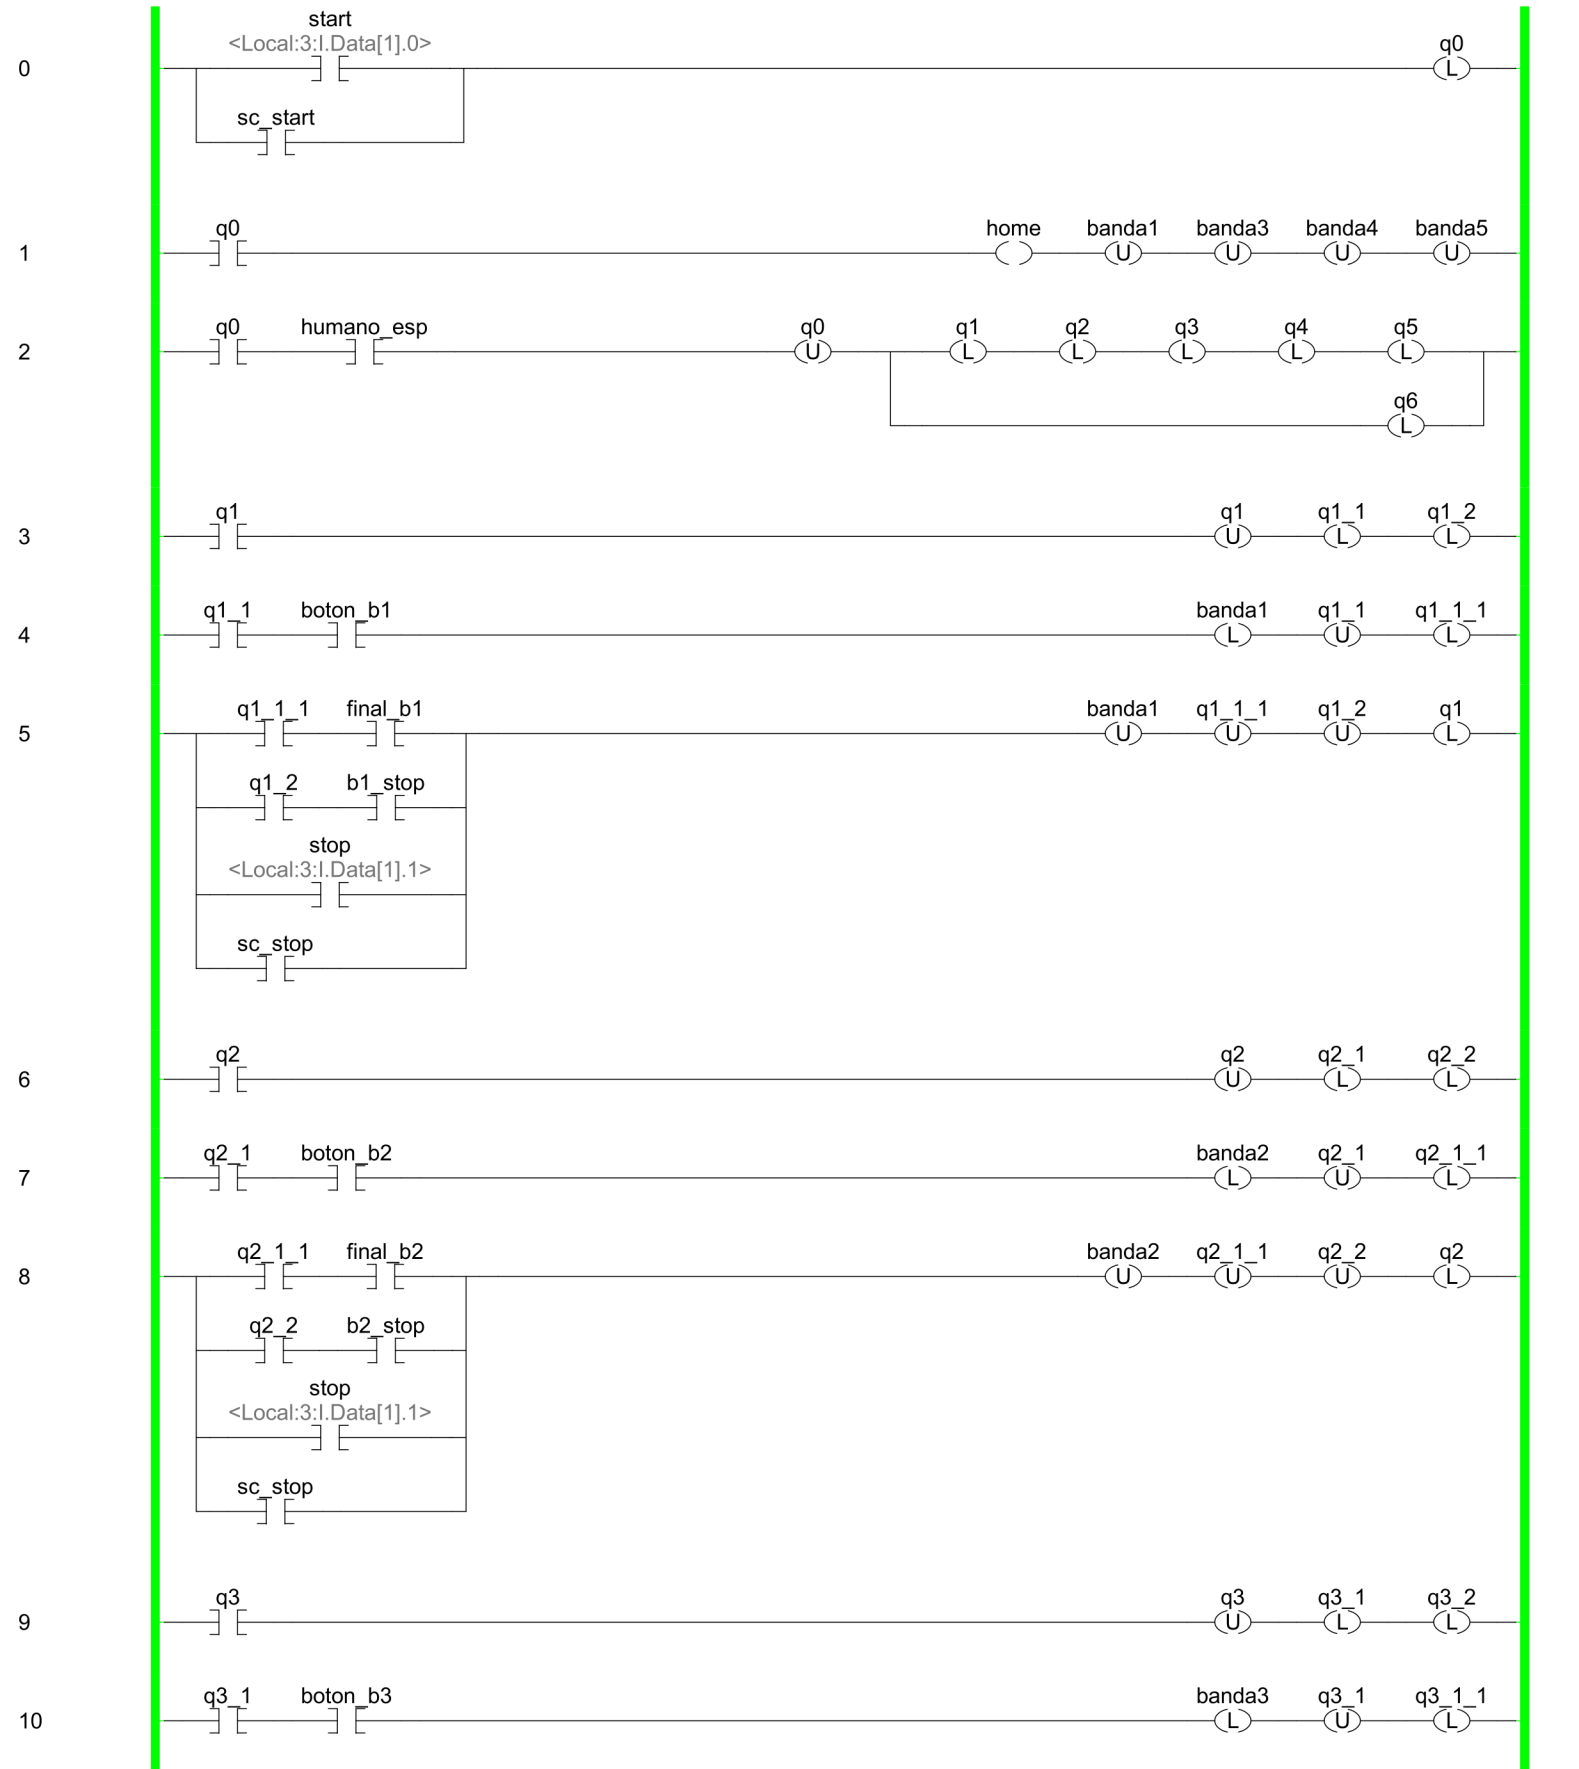 start
<Local:3:I.Data[1].0>
q0
0
L
sc_start
q0 home banda1 banda3 banda4 banda5
1
U U U U
q0 humano_esp q0 q1 q2 q3 q4 q5
2
U L L L L L
q6
L
q1 q1 q1_1 q1_2
3
U L L
q1_1 boton_b1 banda1 q1_1 q1_1_1
4
L U L
q1_1_1 final_b1 banda1 q1_1_1 q1_2 q1
5
U U U L
q1_2 b1_stop
stop
<Local:3:I.Data[1].1>
sc_stop
q2 q2 q2_1 q2_2
6
U L L
q2_1 boton_b2 banda2 q2_1 q2_1_1
7
L U L
q2_1_1 final_b2 banda2 q2_1_1 q2_2 q2
8
U U U L
q2_2 b2_stop
stop
<Local:3:I.Data[1].1>
sc_stop
q3 q3 q3_1 q3_2
9
U L L
q3_1 boton_b3 banda3 q3_1 q3_1_1
10
L U L